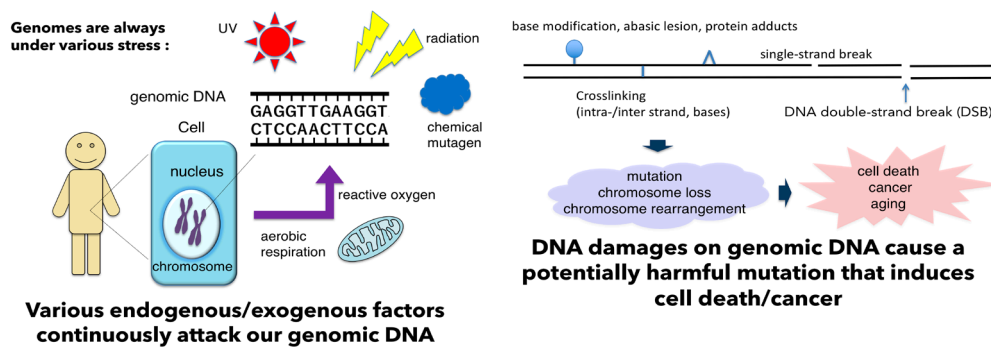 Genomes are always
under various stress :
UV
radiation
genomic DNA
GAGGTTGAAGGT
CTCCAACTTCCA
chemical
mutagen
Cell
nucleus
chromosome
reactive oxygen
aerobic
respiration
Various endogenous/exogenous factors
continuously attack our genomic DNA
base modification, abasic lesion, protein adducts
single-strand break
Crosslinking
(intra-/inter strand, bases)
DNA double-strand break (DSB)
mutation
chromosome loss
chromosome rearrangement
cell death
cancer
aging
DNA damages on genomic DNA cause a
potentially harmful mutation that induces
cell death/cancer